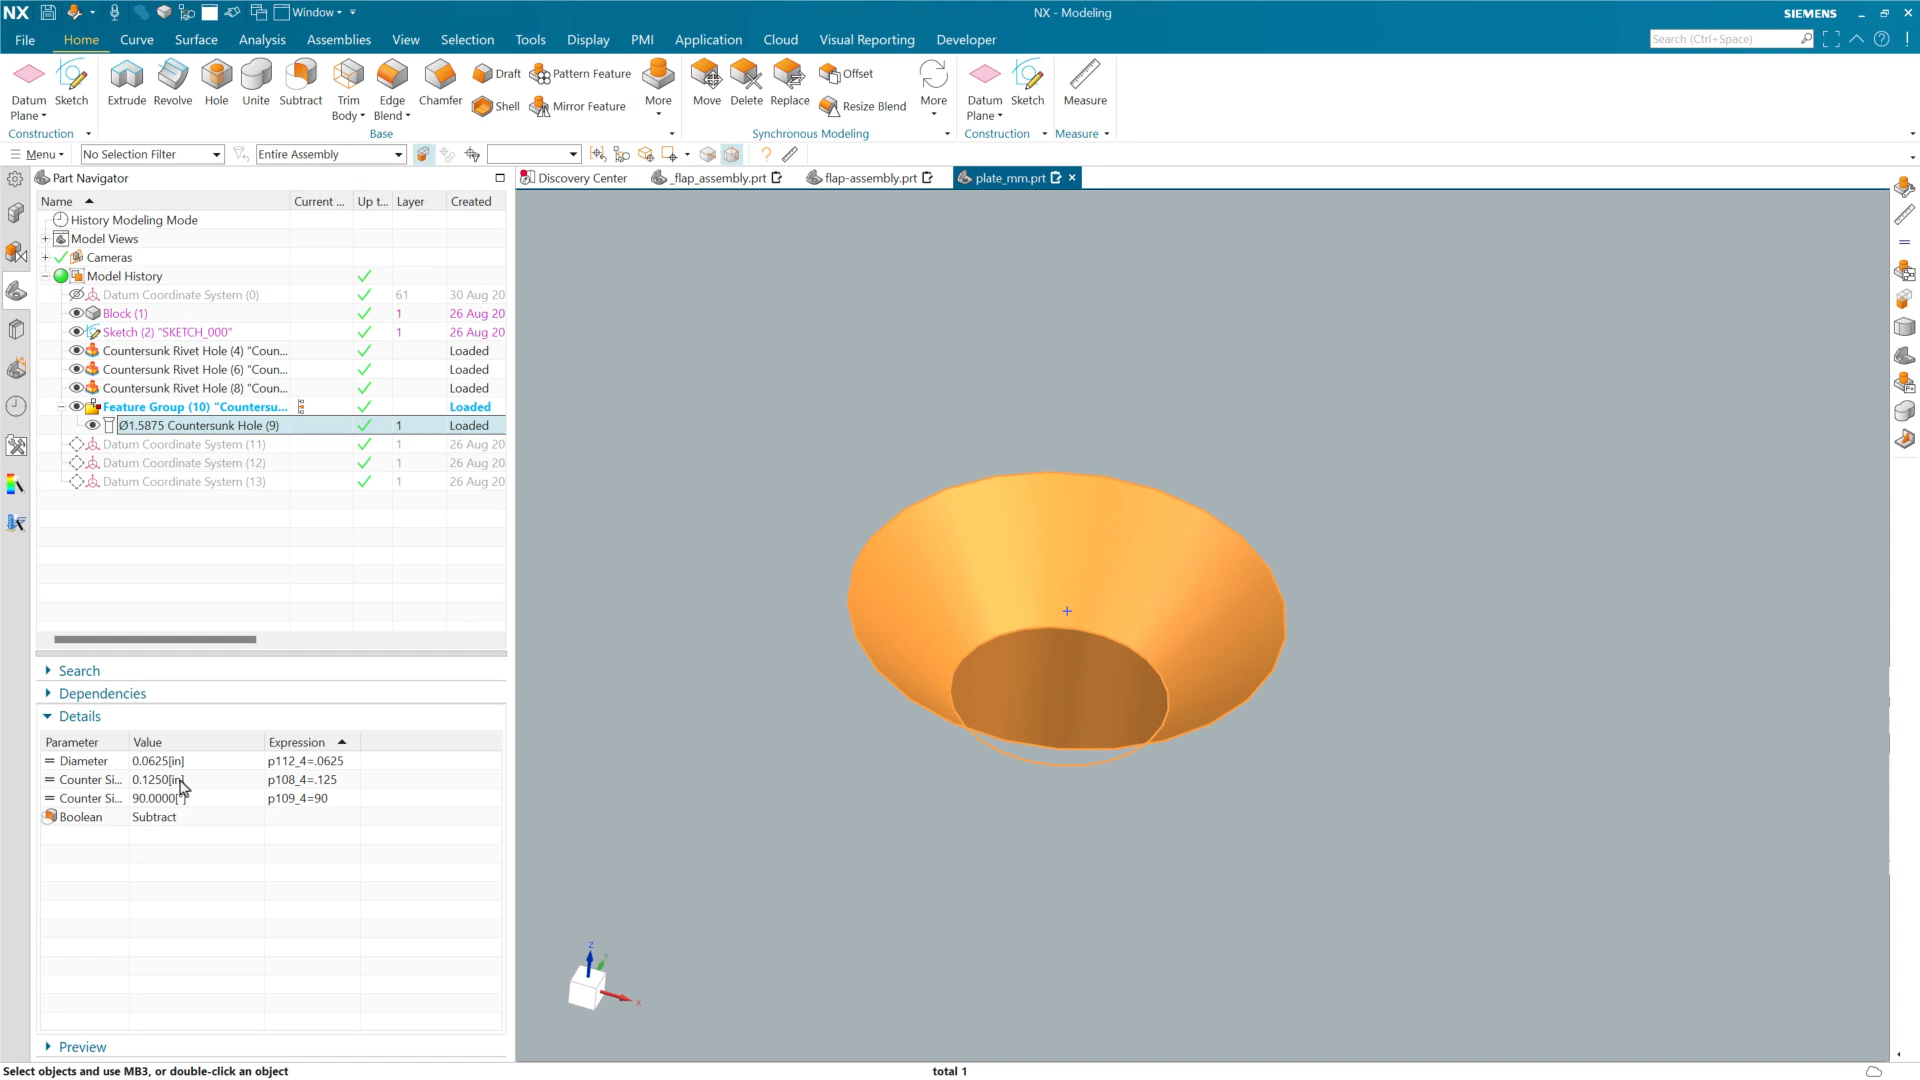 NX Window NX - Modeling SIEMENS
File Home Curve Surface Analysis Assemblies View Selection Tools Display PMI Application Cloud Visual Reporting Developer Search (Ctrl+Space)
Datum Plane Sketch Extrude Revolve Hole Unite Subtract Trim Body Edge Blend Chamfer Draft Shell Pattern Feature Mirror Feature More Move Delete Replace Offset Resize Blend More Datum Plane Sketch Measure
Construction Base Synchronous Modeling Construction Measure
Menu No Selection Filter Entire Assembly
Part Navigator Discovery Center _flap_assembly.prt flap-assembly.prt plate_mm.prt
Name Current ... Up t... Layer Created
History Modeling Mode
Model Views
Cameras
Model History
Datum Coordinate System (0) 61 30 Aug 20
Block (1) 1 26 Aug 20
Sketch (2) "SKETCH_000" 1 26 Aug 20
Countersunk Rivet Hole (4) "Coun... Loaded
Countersunk Rivet Hole (6) "Coun... Loaded
Countersunk Rivet Hole (8) "Coun... Loaded
Feature Group (10) "Countersu... Loaded
Ø1.5875 Countersunk Hole (9) 1 Loaded
Datum Coordinate System (11) 1 26 Aug 20
Datum Coordinate System (12) 1 26 Aug 20
Datum Coordinate System (13) 1 26 Aug 20
Search
Dependencies
Details
Parameter Value Expression
Diameter 0.0625[in] p112_4=.0625
Counter Si... 0.1250[in] p108_4=.125
Counter Si... 90.0000[°] p109_4=90
Boolean Subtract
Z
Y
X
Preview
Select objects and use MB3, or double-click an object total 1